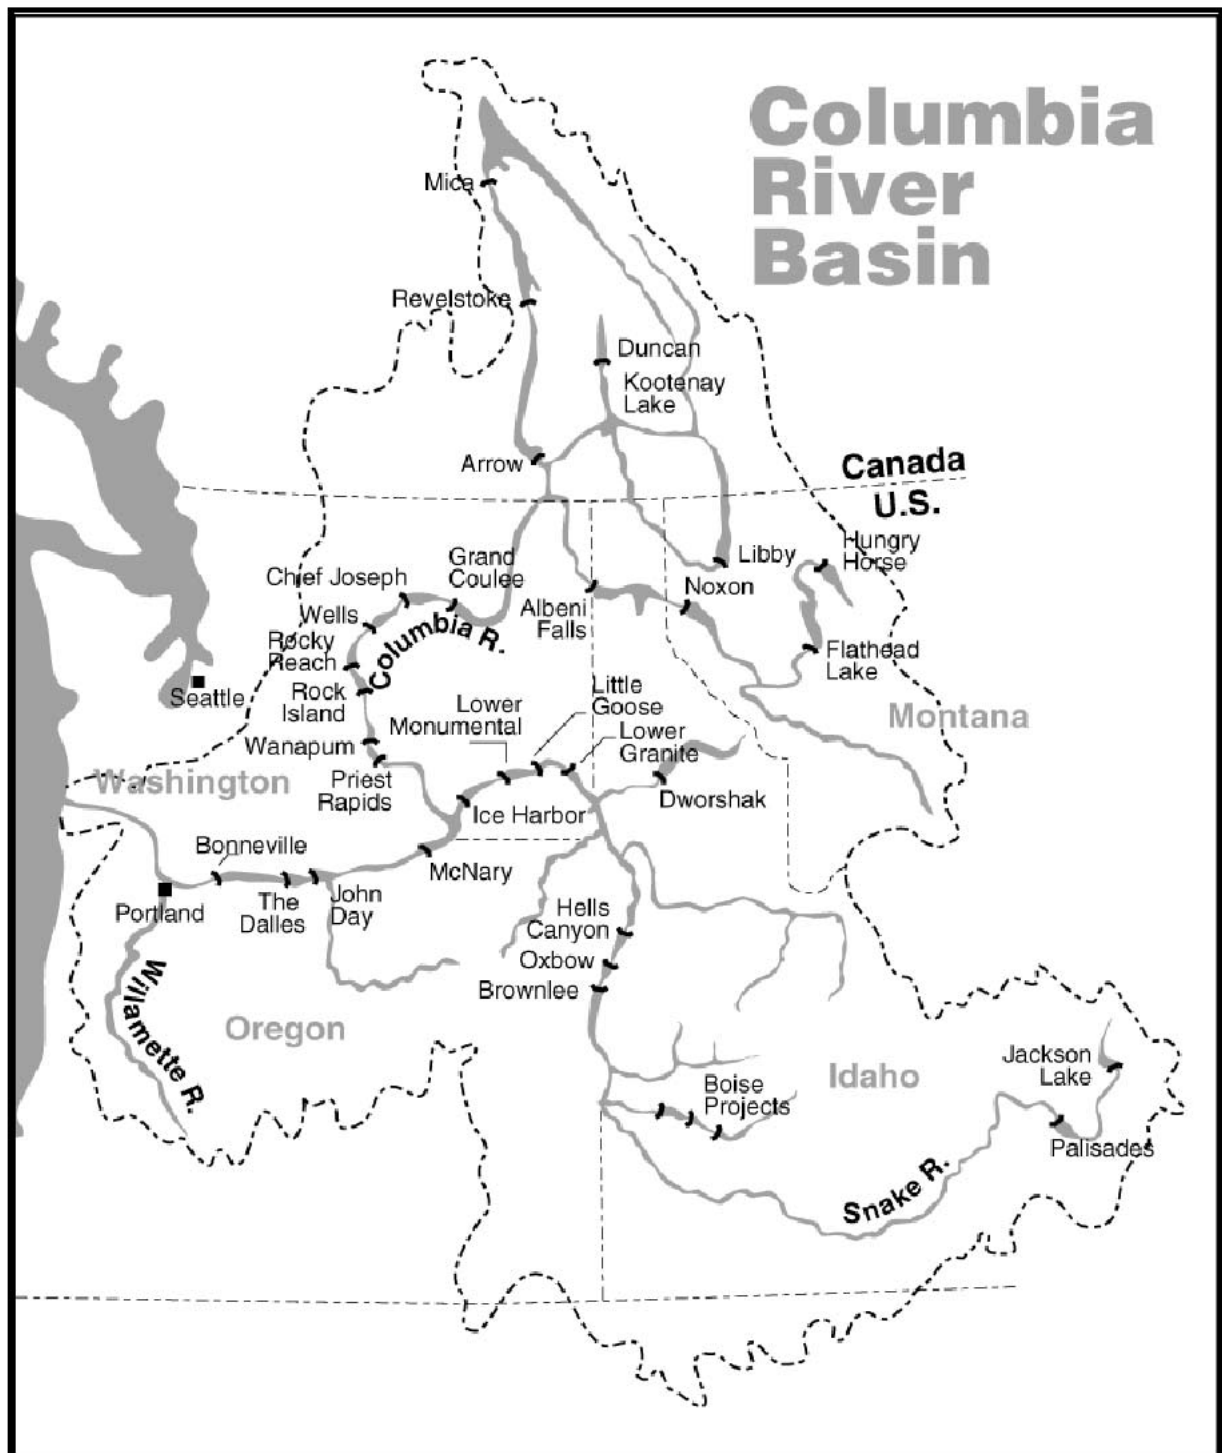 Columbia
River
Basin
Mica
Revelstoke
Duncan
Kootenay
Lake
Arrow
Canada
U.S.
Hungry
Horse
Libby
Noxon
Grand
Coulee
Chief Joseph
Albeni
Falls
Wells
Columbia R.
Rocky
Reach
Flathead
Lake
Seattle
Rock
Island
Little
Goose
Lower
Monumental
Lower
Granite
Montana
Wanapum
Washington
Priest
Rapids
Dworshak
Ice Harbor
Bonneville
McNary
The
Dalles
John
Day
Portland
Hells
Canyon
Oxbow
Brownlee
Willamette R.
Oregon
Jackson
Lake
Idaho
Boise
Projects
Palisades
Snake R.